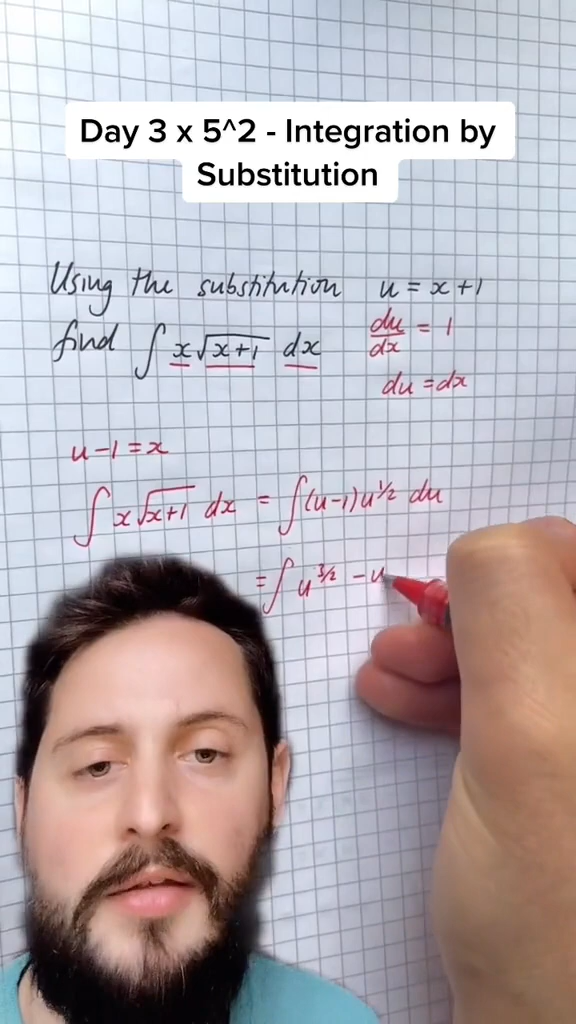 Day 3 x 5^2 - Integration by
Substitution
Using the substitution u = x+1
find ∫ x√(x+1) dx
du/dx = 1
du = dx
u-1 = x
∫ x√(x+1) dx = ∫(u-1)u^1/2 du
= ∫ u^3/2 - u